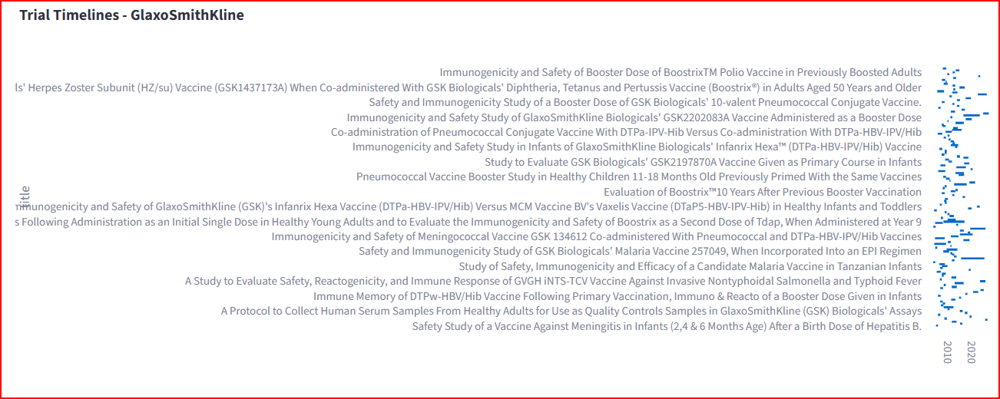 Trial Timelines - GlaxoSmithKline
Immunogenicity and Safety of Booster Dose of BoostrixTM Polio Vaccine in Previously Boosted Adults
ls' Herpes Zoster Subunit (HZ/su) Vaccine (GSK1437173A) When Co-administered With GSK Biologicals' Diphtheria, Tetanus and Pertussis Vaccine (Boostrix®) in Adults Aged 50 Years and Older
Safety and Immunogenicity Study of a Booster Dose of GSK Biologicals' 10-valent Pneumococcal Conjugate Vaccine.
Immunogenicity and Safety Study of GlaxoSmithKline Biologicals' GSK2202083A Vaccine Administered as a Booster Dose
Co-administration of Pneumococcal Conjugate Vaccine With DTPa-IPV-Hib Versus Co-administration With DTPa-HBV-IPV/Hib
Immunogenicity and Safety Study in Infants of GlaxoSmithKline Biologicals' Infanrix Hexa™ (DTPa-HBV-IPV/Hib) Vaccine
Study to Evaluate GSK Biologicals' GSK2197870A Vaccine Given as Primary Course in Infants
Pneumococcal Vaccine Booster Study in Healthy Children 11-18 Months Old Previously Primed With the Same Vaccines
title
Evaluation of Boostrix™10 Years After Previous Booster Vaccination
mmunogenicity and Safety of GlaxoSmithKline (GSK)'s Infanrix Hexa Vaccine (DTPa-HBV-IPV/Hib) Versus MCM Vaccine BV's Vaxelis Vaccine (DTaP5-HBV-IPV-Hib) in Healthy Infants and Toddlers
s Following Administration as an Initial Single Dose in Healthy Young Adults and to Evaluate the Immunogenicity and Safety of Boostrix as a Second Dose of Tdap, When Administered at Year 9
Immunogenicity and Safety of Meningococcal Vaccine GSK 134612 Co-administered With Pneumococcal and DTPa-HBV-IPV/Hib Vaccines
Safety and Immunogenicity Study of GSK Biologicals' Malaria Vaccine 257049, When Incorporated Into an EPI Regimen
Study of Safety, Immunogenicity and Efficacy of a Candidate Malaria Vaccine in Tanzanian Infants
A Study to Evaluate Safety, Reactogenicity, and Immune Response of GVGH iNTS-TCV Vaccine Against Invasive Nontyphoidal Salmonella and Typhoid Fever
Immune Memory of DTPw-HBV/Hib Vaccine Following Primary Vaccination, Immuno & Reacto of a Booster Dose Given in Infants
A Protocol to Collect Human Serum Samples From Healthy Adults for Use as Quality Controls Samples in GlaxoSmithKline (GSK) Biologicals' Assays
Safety Study of a Vaccine Against Meningitis in Infants (2,4 & 6 Months Age) After a Birth Dose of Hepatitis B.
2010
2020